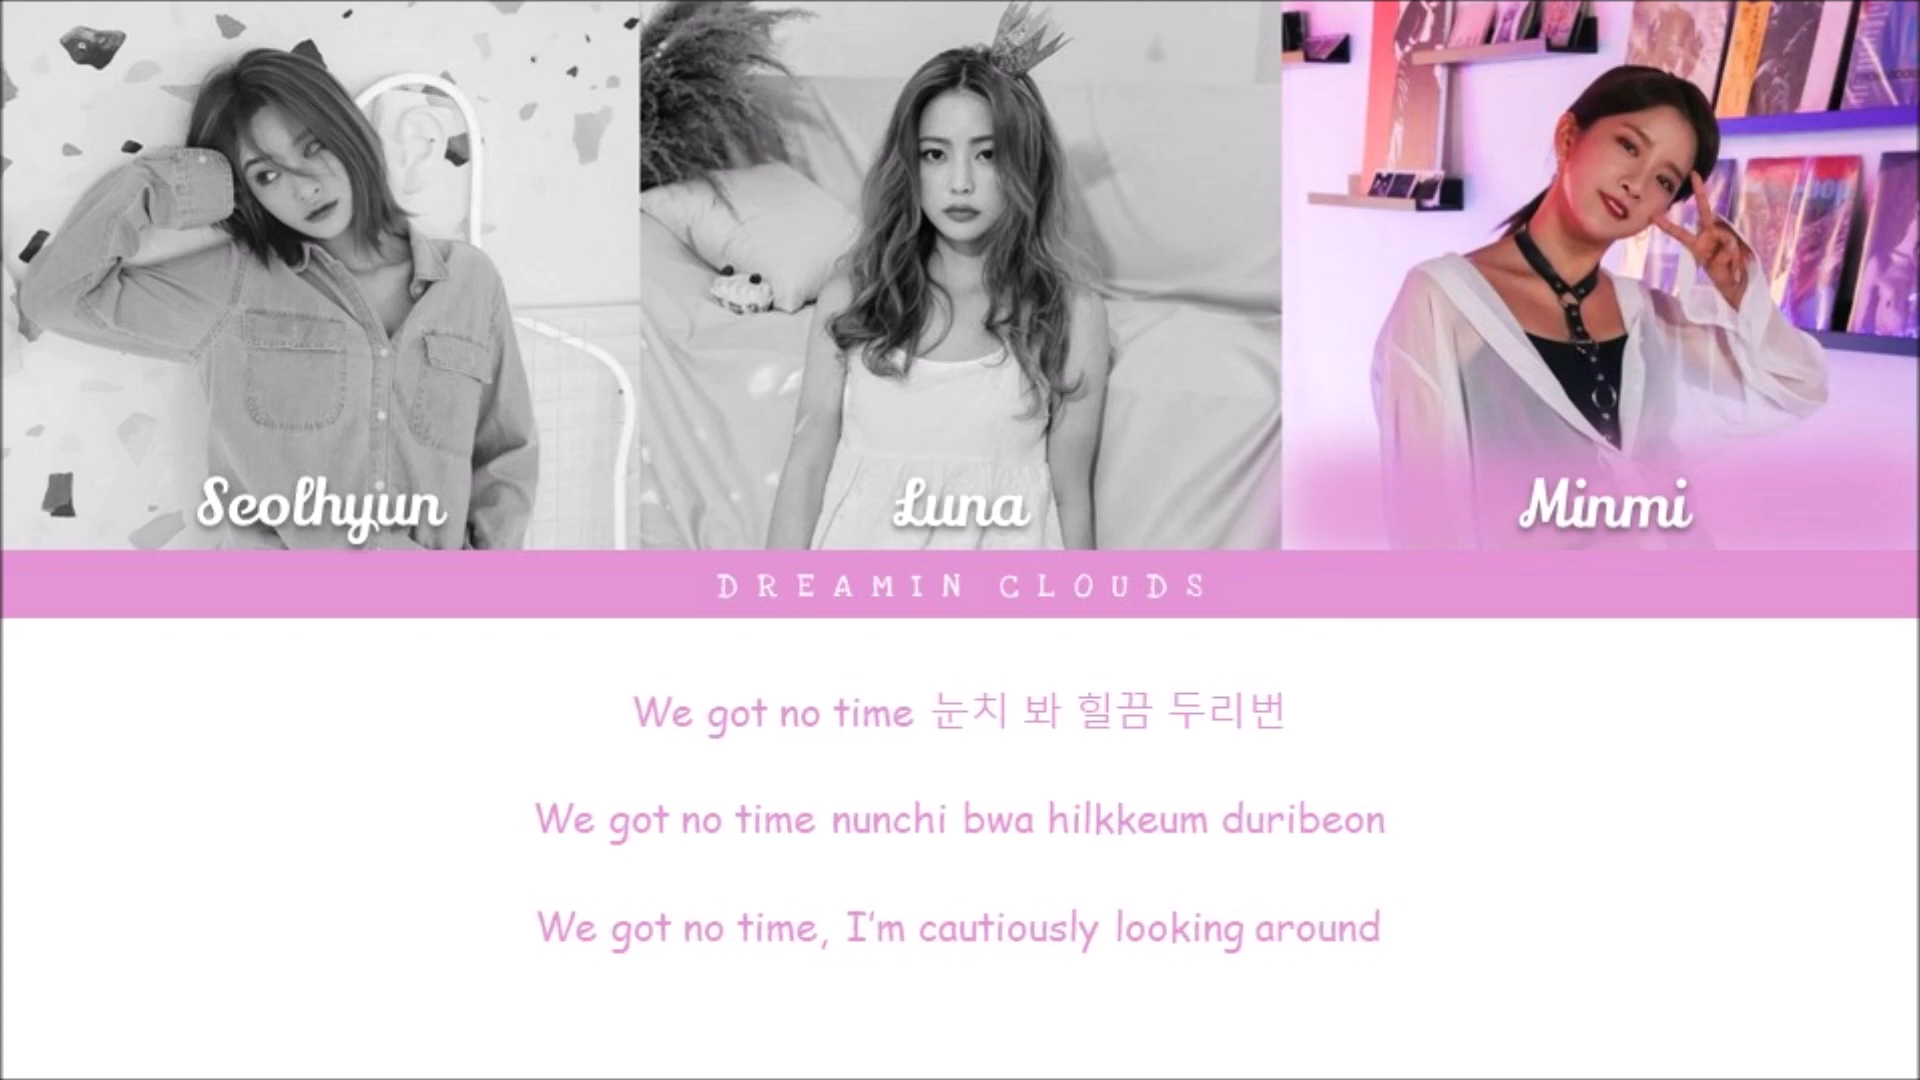 Seolhyun
Luna
Minmi
DREAMIN CLOUDS
We got no time 눈치 봐 힐끔 두리번
We got no time nunchi bwa hilkkeum duribeon
We got no time, I'm cautiously looking around